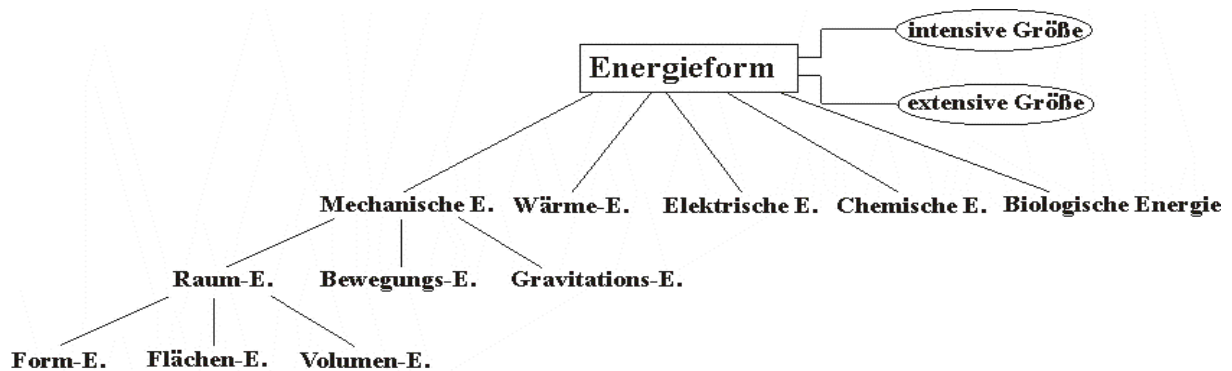 intensive Größe
Energieform
extensive Größe
Mechanische E.
Wärme-E.
Elektrische E.
Chemische E.
Biologische Energie
Raum-E.
Bewegungs-E.
Gravitations-E.
Form-E.
Flächen-E.
Volumen-E.